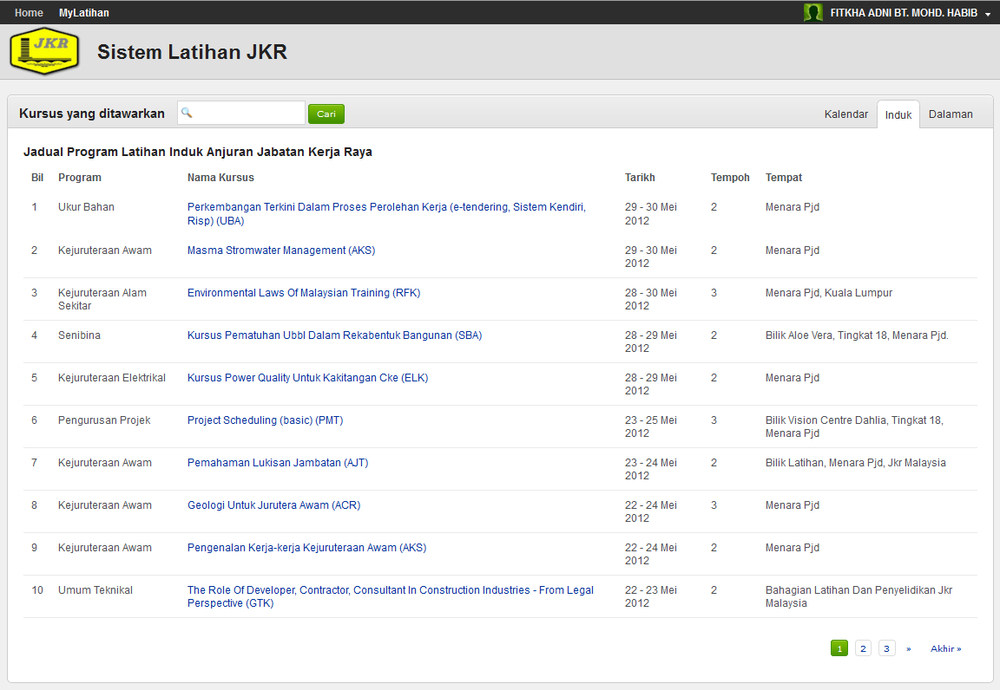 Home MyLatihan FITKHA ADNI BT. MOHD. HABIB
JKR Sistem Latihan JKR
Kursus yang ditawarkan Cari Kalendar Induk Dalaman
Jadual Program Latihan Induk Anjuran Jabatan Kerja Raya
Bil Program Nama Kursus Tarikh Tempoh Tempat
1 Ukur Bahan Perkembangan Terkini Dalam Proses Perolehan Kerja (e-tendering, Sistem Kendiri, 29 - 30 Mei 2 Menara Pjd
Risp) (UBA) 2012
2 Kejuruteraan Awam Masma Stromwater Management (AKS) 29 - 30 Mei 2 Menara Pjd
2012
3 Kejuruteraan Alam Environmental Laws Of Malaysian Training (RFK) 28 - 30 Mei 3 Menara Pjd, Kuala Lumpur
Sekitar 2012
4 Senibina Kursus Pematuhan Ubbl Dalam Rekabentuk Bangunan (SBA) 28 - 29 Mei 2 Bilik Aloe Vera, Tingkat 18, Menara Pjd.
2012
5 Kejuruteraan Elektrikal Kursus Power Quality Untuk Kakitangan Cke (ELK) 28 - 29 Mei 2 Menara Pjd
2012
6 Pengurusan Projek Project Scheduling (basic) (PMT) 23 - 25 Mei 3 Bilik Vision Centre Dahlia, Tingkat 18,
2012 Menara Pjd
7 Kejuruteraan Awam Pemahaman Lukisan Jambatan (AJT) 23 - 24 Mei 2 Bilik Latihan, Menara Pjd, Jkr Malaysia
2012
8 Kejuruteraan Awam Geologi Untuk Jurutera Awam (ACR) 22 - 24 Mei 3 Menara Pjd
2012
9 Kejuruteraan Awam Pengenalan Kerja-kerja Kejuruteraan Awam (AKS) 22 - 24 Mei 2 Menara Pjd
2012
10 Umum Teknikal The Role Of Developer, Contractor, Consultant In Construction Industries - From Legal 22 - 23 Mei 2 Bahagian Latihan Dan Penyelidikan Jkr
Perspective (GTK) 2012 Malaysia
1 2 3 » Akhir »